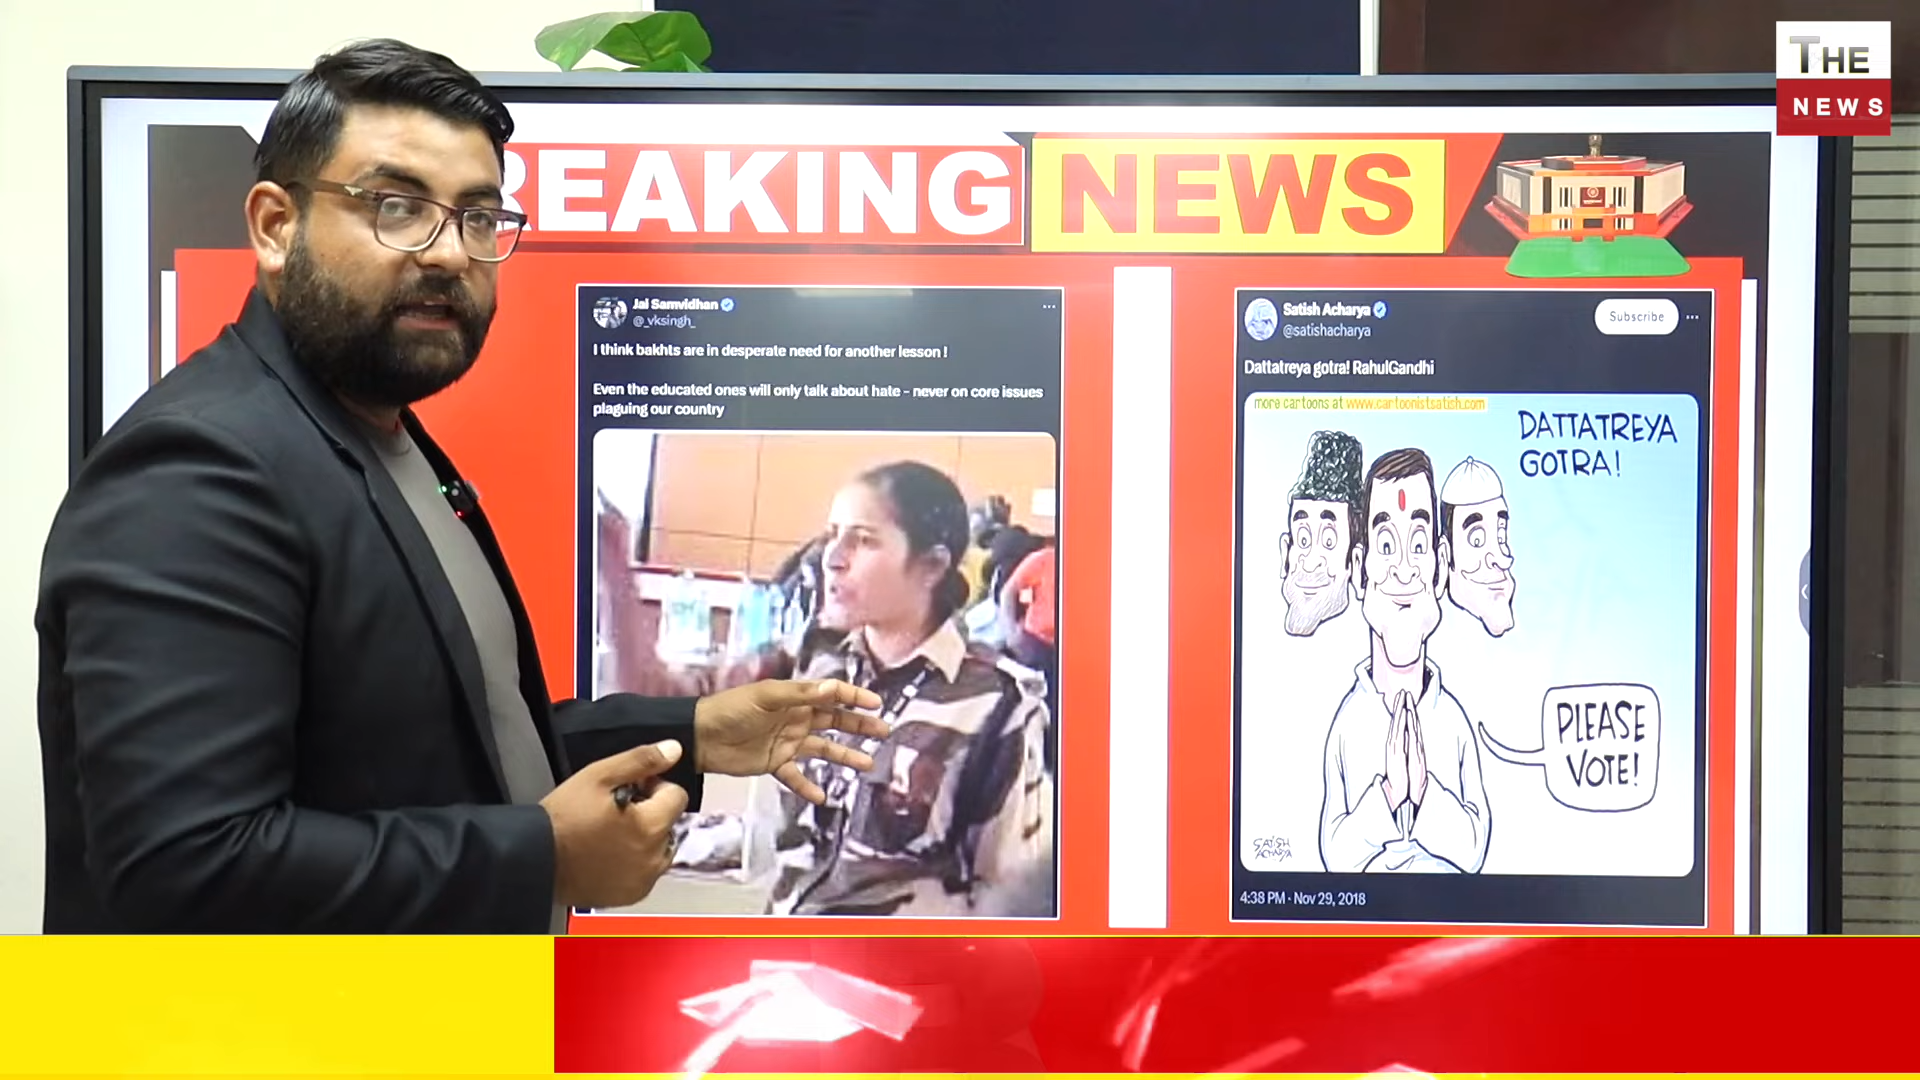 THE
NEWS
REAKING NEWS
Jai Samvidhan
@_vksingh_
I think bakhts are in desperate need for another lesson !
Even the educated ones will only talk about hate - never on core issues
plaguing our country
Satish Acharya
@satishacharya
Subscribe
Dattatreya gotra! RahulGandhi
more cartoons at www.cartoonistsatish.com
DATTATREYA
GOTRA!
PLEASE
VOTE!
SATISH
ACHARYA
4:38 PM · Nov 29, 2018